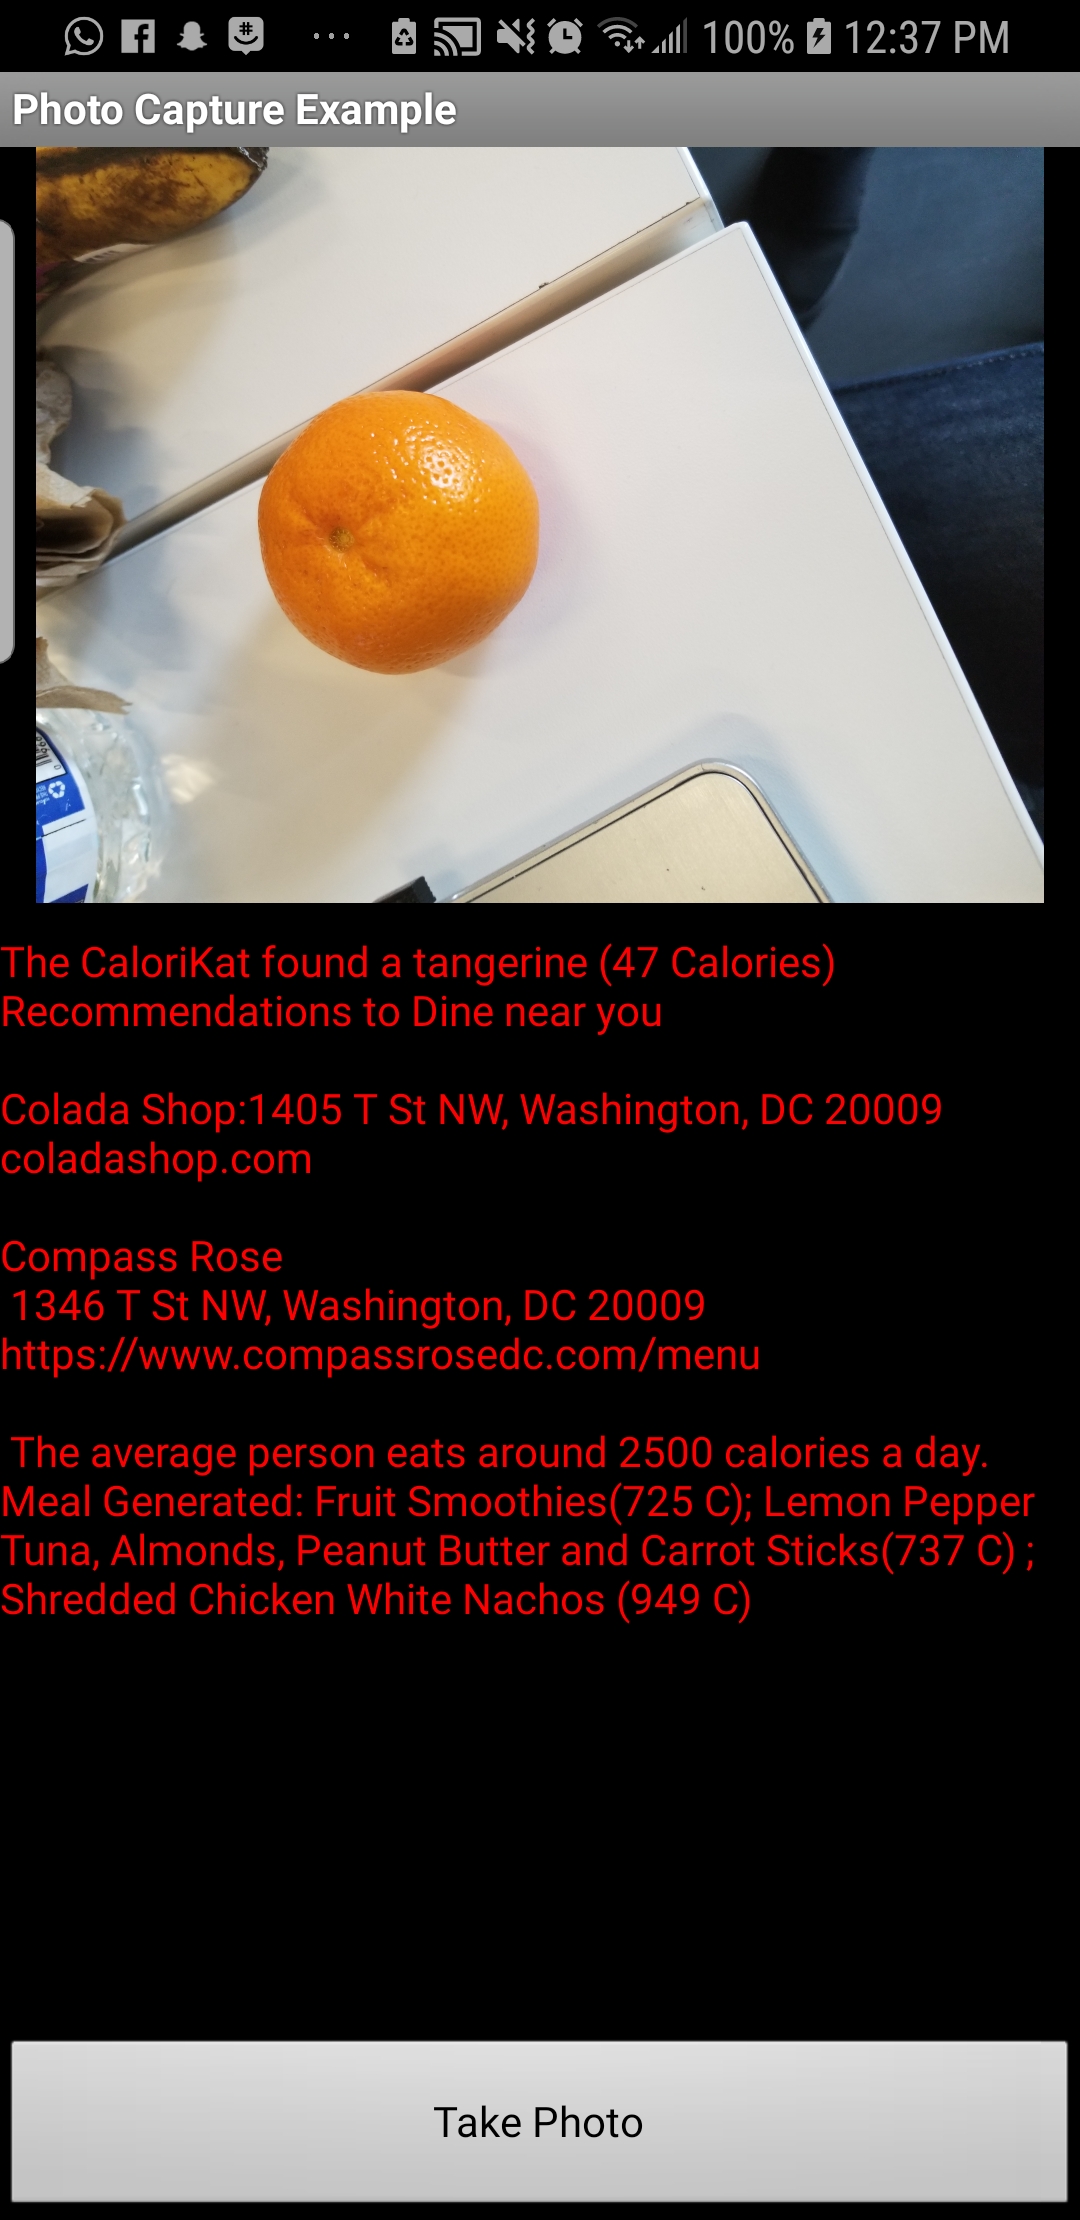 100% 12:37 PM
Photo Capture Example
The CaloriKat found a tangerine (47 Calories)
Recommendations to Dine near you
Colada Shop:1405 T St NW, Washington, DC 20009
coladashop.com
Compass Rose
1346 T St NW, Washington, DC 20009
https://www.compassrosedc.com/menu
The average person eats around 2500 calories a day.
Meal Generated: Fruit Smoothies(725 C); Lemon Pepper
Tuna, Almonds, Peanut Butter and Carrot Sticks(737 C) ;
Shredded Chicken White Nachos (949 C)
Take Photo